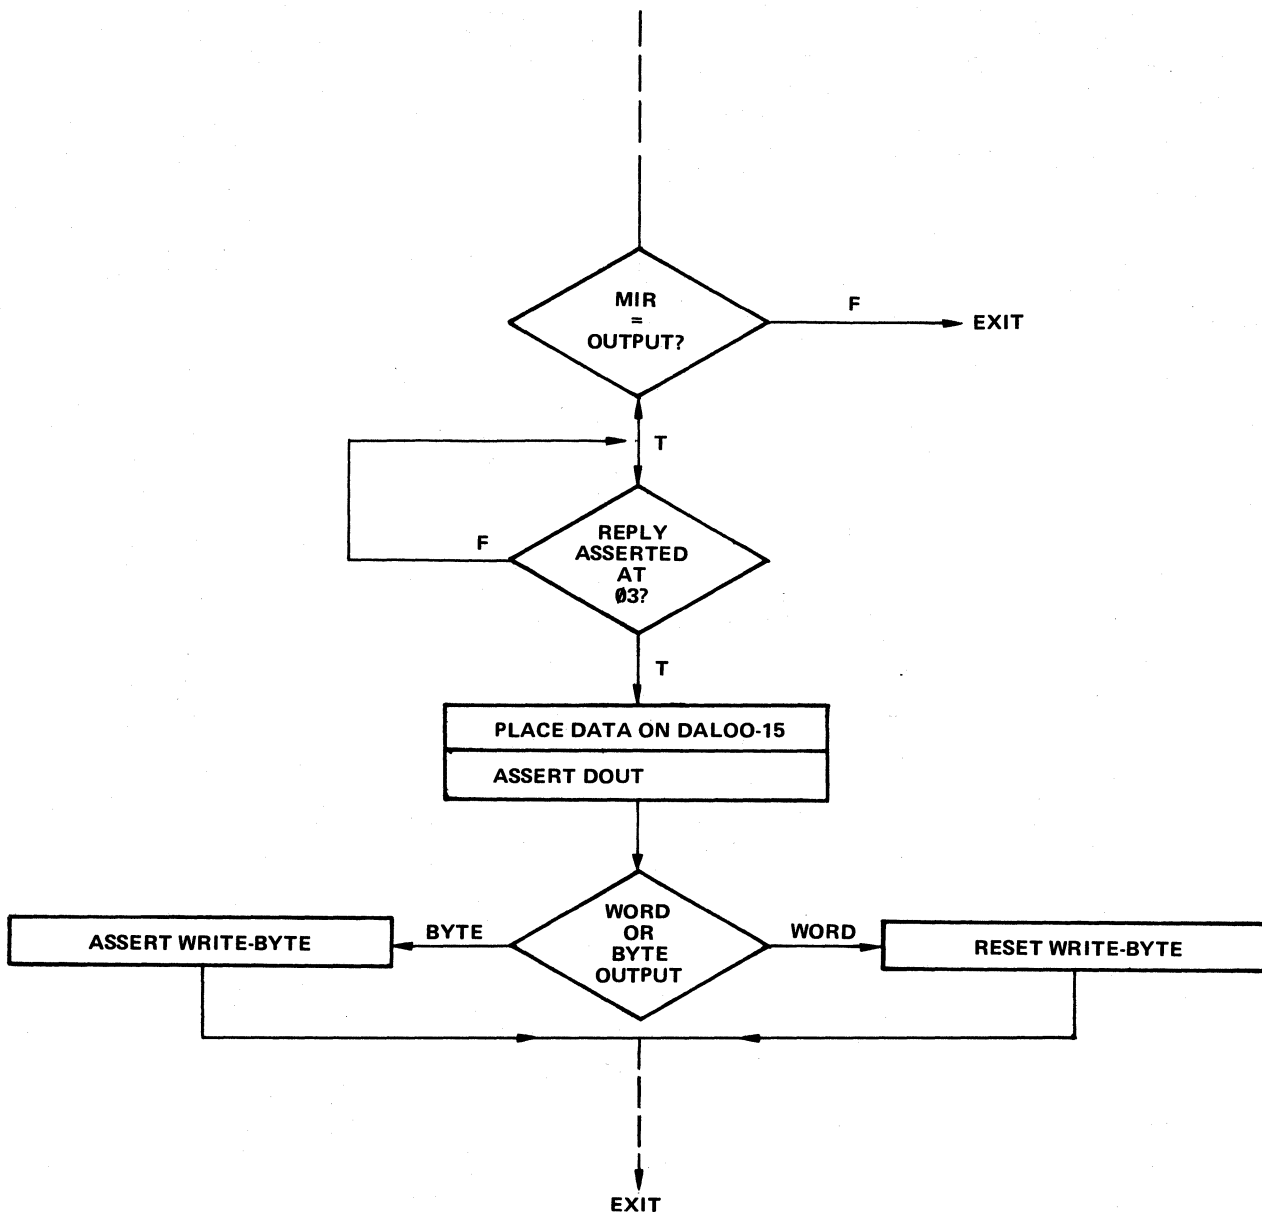 MIR
=
OUTPUT?
F
EXIT
T
F
REPLY
ASSERTED
AT
Ø3?
T
PLACE DATA ON DALOO-15
ASSERT DOUT
ASSERT WRITE-BYTE
BYTE
WORD
OR
BYTE
OUTPUT
WORD
RESET WRITE-BYTE
EXIT